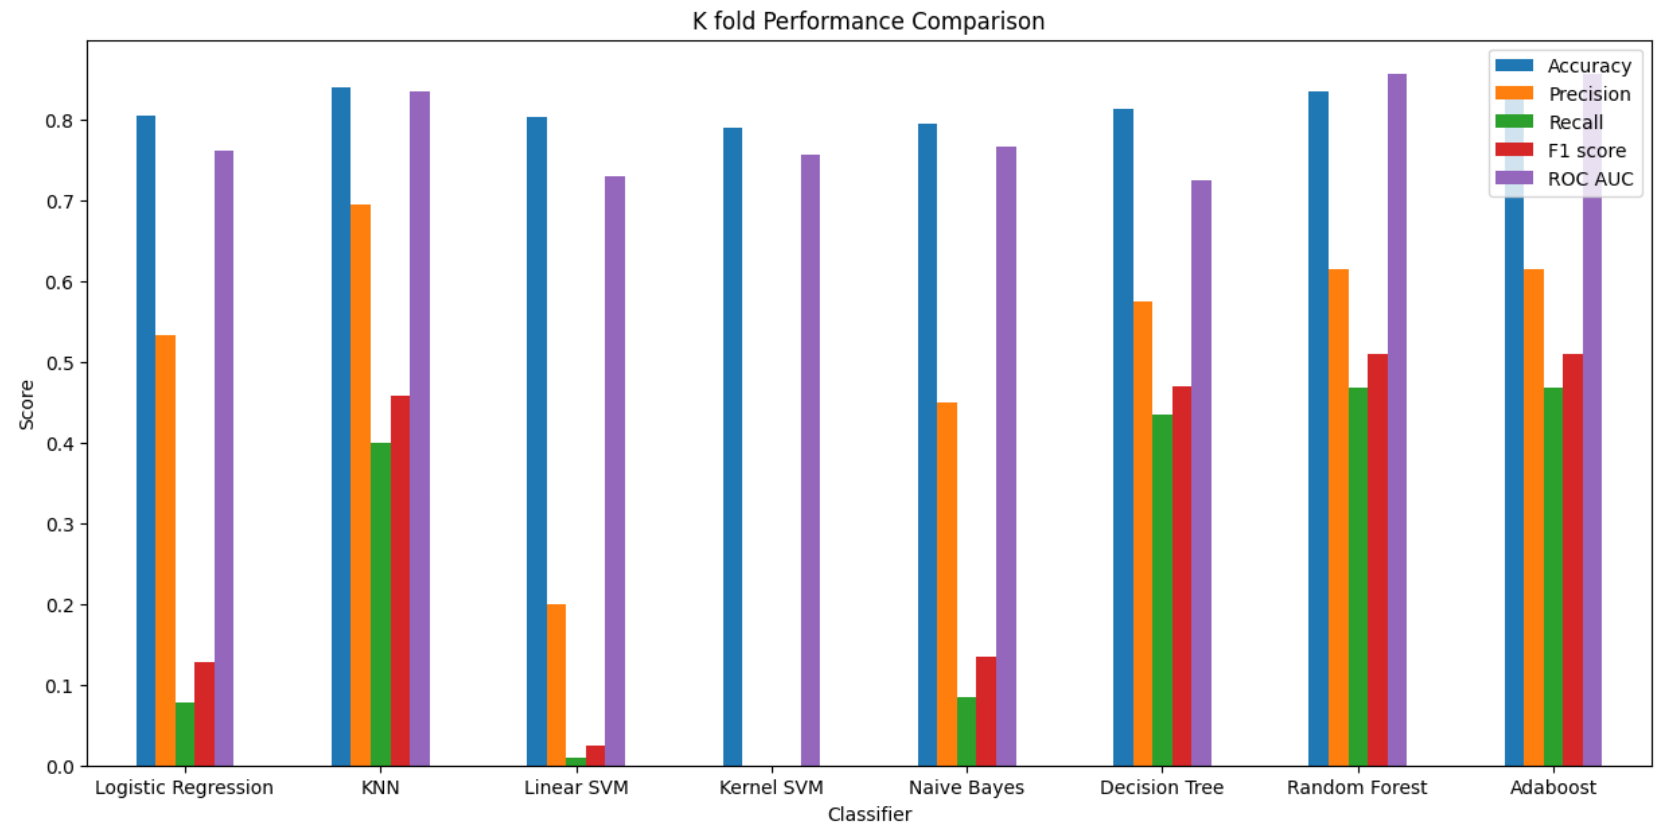 K fold Performance Comparison
Accuracy
Precision
Recall
F1 score
ROC AUC
Score
0.8
0.7
0.6
0.5
0.4
0.3
0.2
0.1
0.0
Logistic Regression KNN Linear SVM Kernel SVM Naive Bayes Decision Tree Random Forest Adaboost
Classifier